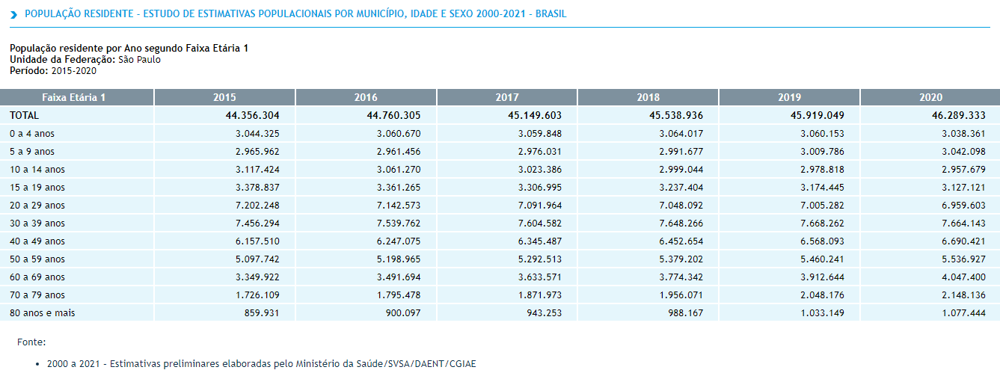 POPULAÇÃO RESIDENTE - ESTUDO DE ESTIMATIVAS POPULACIONAIS POR MUNICÍPIO, IDADE E SEXO 2000-2021 - BRASIL
População residente por Ano segundo Faixa Etária 1
Unidade da Federação: São Paulo
Período: 2015-2020
Faixa Etária 1 2015 2016 2017 2018 2019 2020
TOTAL 44.356.304 44.760.305 45.149.603 45.538.936 45.919.049 46.289.333
0 a 4 anos 3.044.325 3.060.670 3.059.848 3.064.017 3.060.153 3.038.361
5 a 9 anos 2.965.962 2.961.456 2.976.031 2.991.677 3.009.786 3.042.098
10 a 14 anos 3.117.424 3.061.270 3.023.386 2.999.044 2.978.818 2.957.679
15 a 19 anos 3.378.837 3.361.265 3.306.995 3.237.404 3.174.445 3.127.121
20 a 29 anos 7.202.248 7.142.573 7.091.964 7.048.092 7.005.282 6.959.603
30 a 39 anos 7.456.294 7.539.762 7.604.582 7.648.266 7.668.262 7.664.143
40 a 49 anos 6.157.510 6.247.075 6.345.487 6.452.654 6.568.093 6.690.421
50 a 59 anos 5.097.742 5.198.965 5.292.513 5.379.202 5.460.241 5.536.927
60 a 69 anos 3.349.922 3.491.694 3.633.571 3.774.342 3.912.644 4.047.400
70 a 79 anos 1.726.109 1.795.478 1.871.973 1.956.071 2.048.176 2.148.136
80 anos e mais 859.931 900.097 943.253 988.167 1.033.149 1.077.444
Fonte:
• 2000 a 2021 – Estimativas preliminares elaboradas pelo Ministério da Saúde/SVSA/DAENT/CGIAE